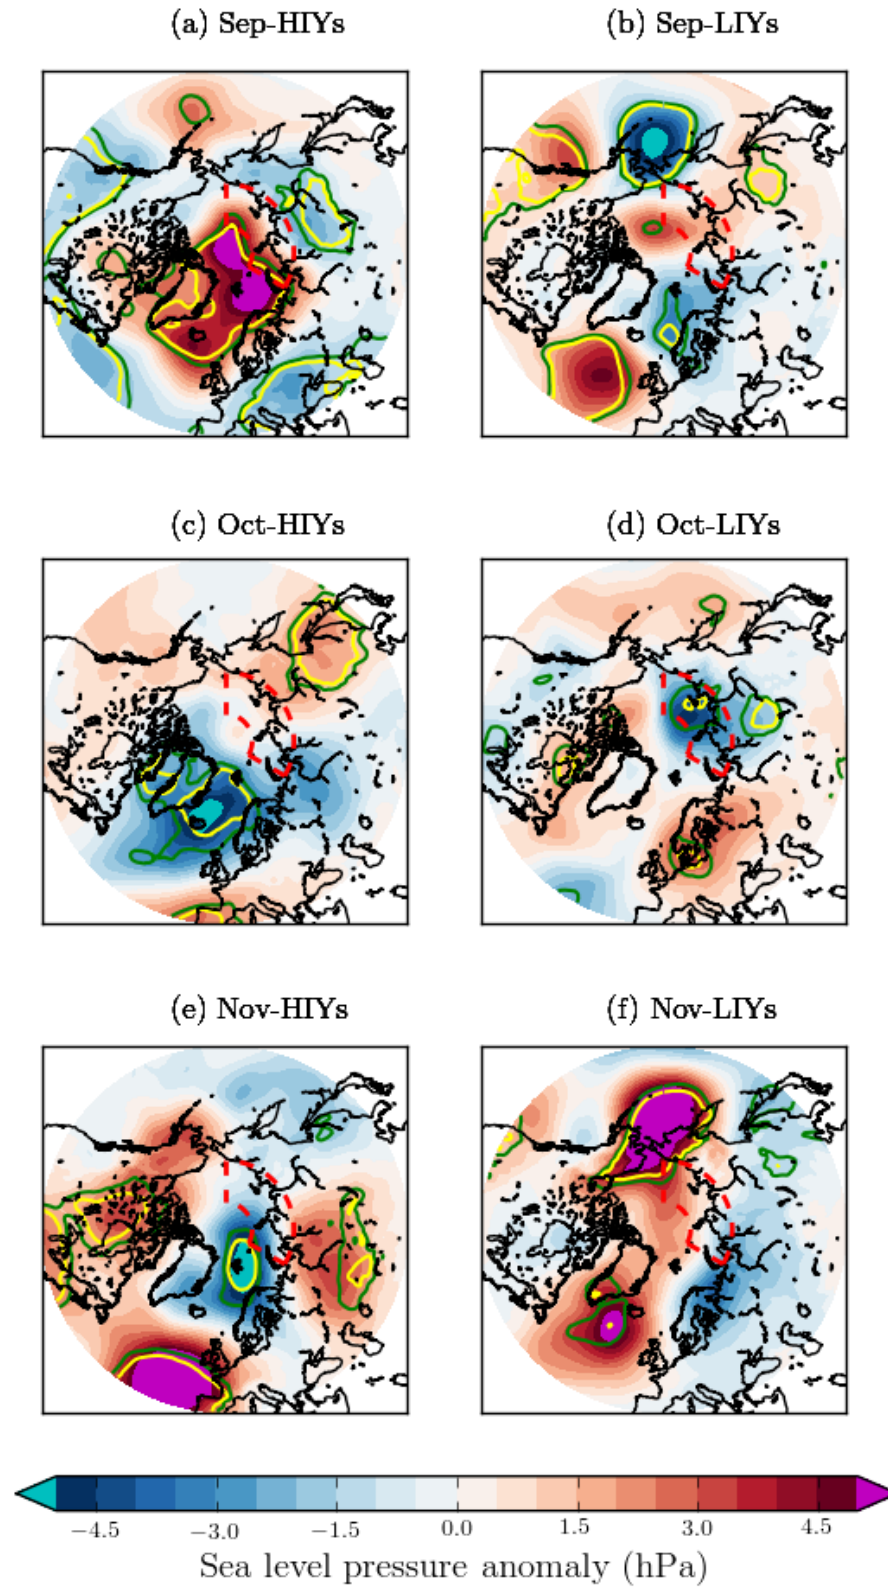 (a) Sep-HIYs
(b) Sep-LIYs
(c) Oct-HIYs
(d) Oct-LIYs
(e) Nov-HIYs
(f) Nov-LIYs
−4.5 −3.0 −1.5 0.0 1.5 3.0 4.5
Sea level pressure anomaly (hPa)